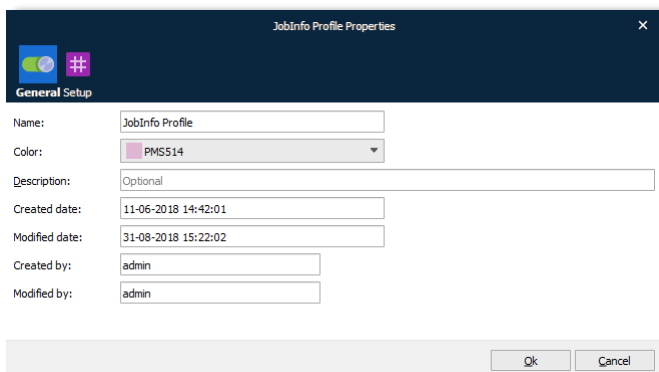 JobInfo Profile Properties
General Setup
Name: JobInfo Profile
Color: PMS514
Description: Optional
Created date: 11-06-2018 14:42:01
Modified date: 31-08-2018 15:22:02
Created by: admin
Modified by: admin
Ok Cancel